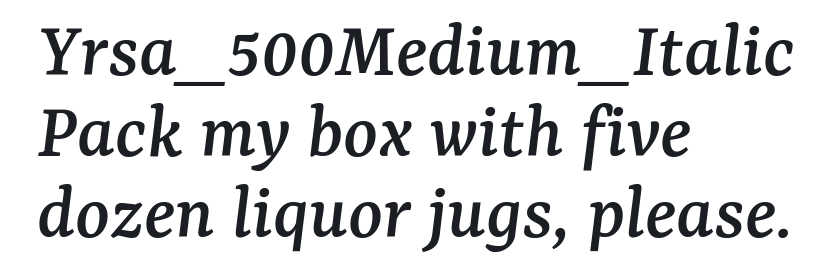 Yrsa_500Medium_Italic
Pack my box with five
dozen liquor jugs, please.